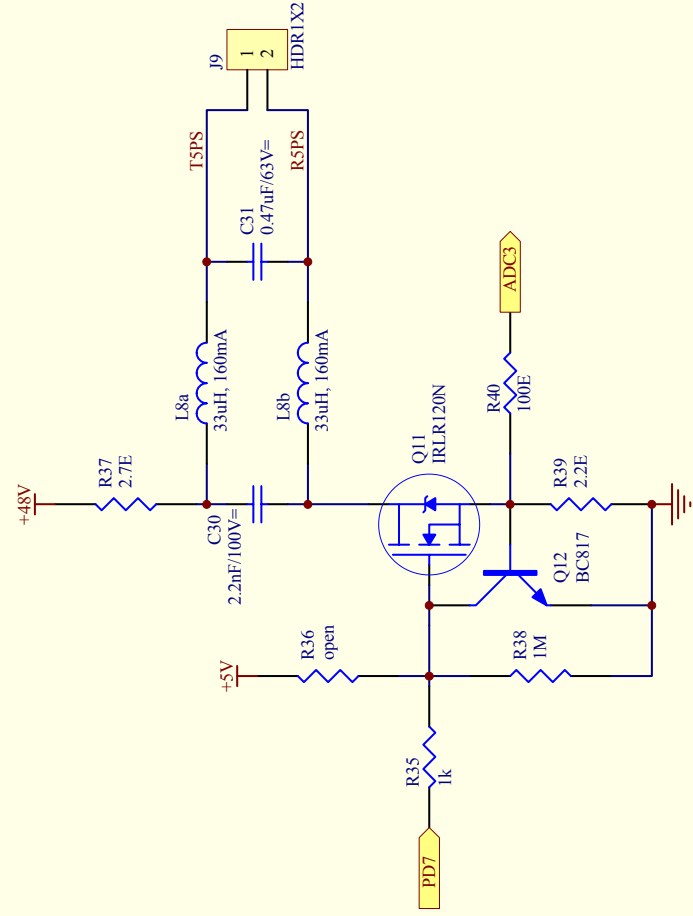 J9
1
2
HDR1X2
T5PS
R5PS
C31
0.47uF/63V=
L8a
33uH, 160mA
L8b
33uH, 160mA
ADC3
R40
100E
+48V
R37
2.7E
C30
2.2nF/100V=
Q11
IRLR120N
R39
2.2E
Q12
BC817
+5V
R36
open
R38
1M
R35
1k
PD7